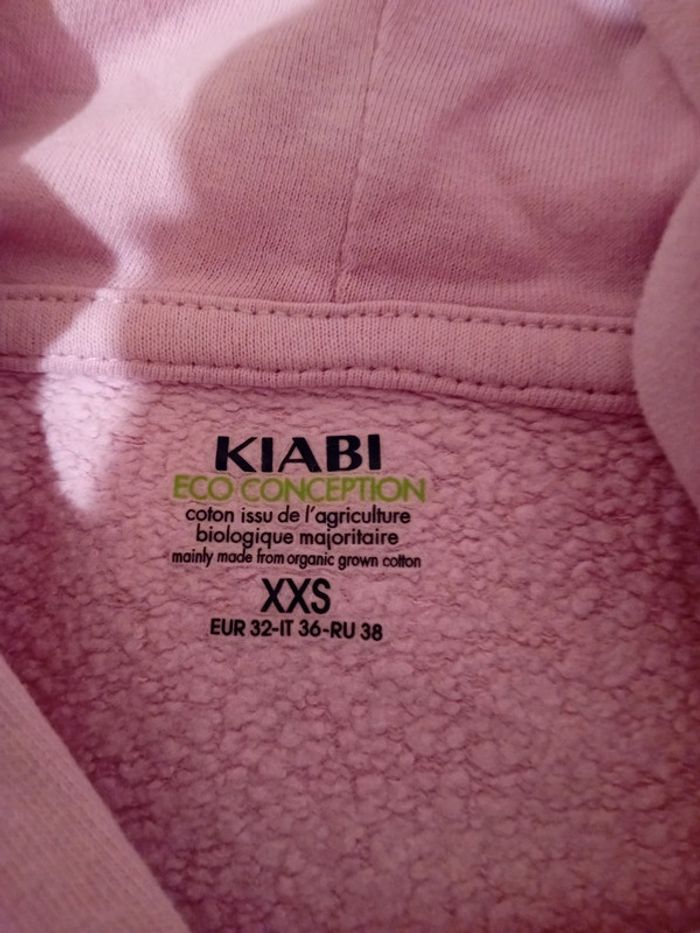 KIABI
ECO CONCEPTION
coton issu de l'agriculture
biologique majoritaire
mainly made from organic grown cotton
XXS
EUR 32-IT 36-RU 38